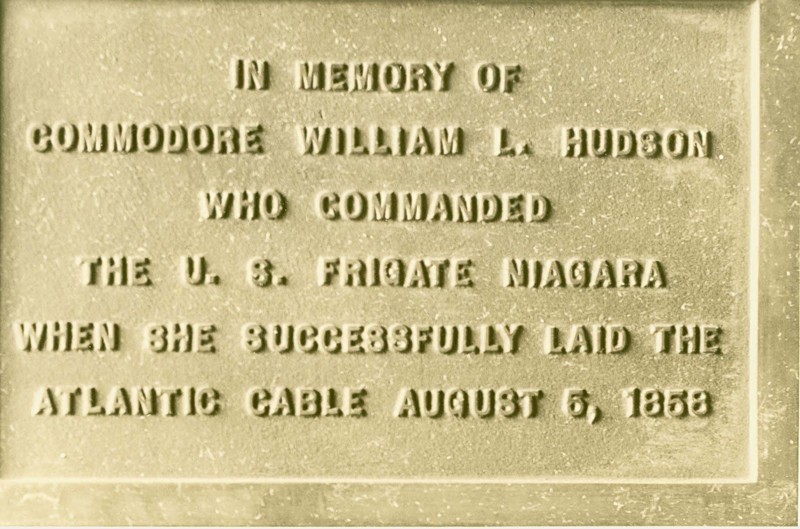 IN MEMORY OF
COMMODORE WILLIAM L. HUDSON
WHO COMMANDED
THE U. S. FRIGATE NIAGARA
WHEN SHE SUCCESSFULLY LAID THE
ATLANTIC CABLE AUGUST 5, 1858